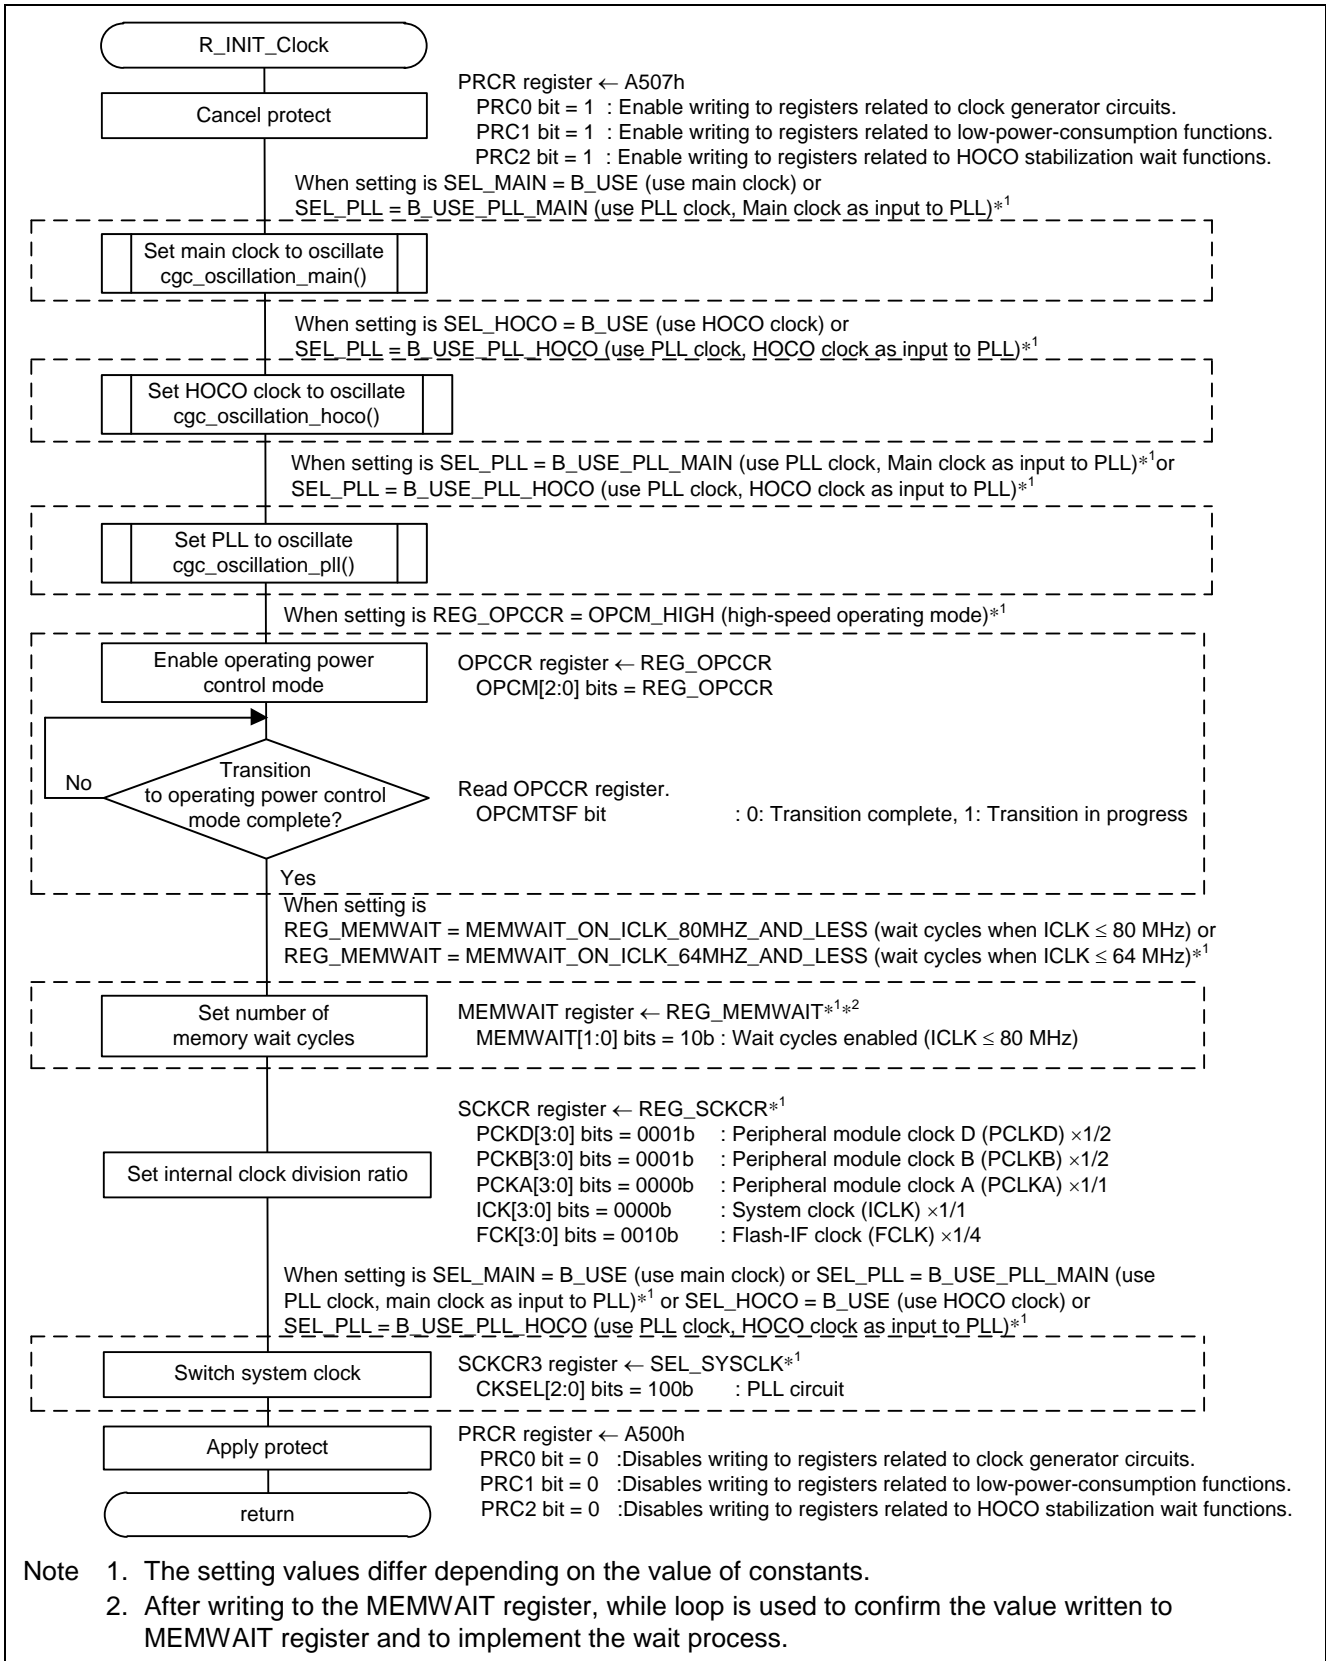 R_INIT_Clock
PRCR register ← A507h
Cancel protect
PRC0 bit = 1 : Enable writing to registers related to clock generator circuits.
PRC1 bit = 1 : Enable writing to registers related to low-power-consumption functions.
PRC2 bit = 1 : Enable writing to registers related to HOCO stabilization wait functions.
When setting is SEL_MAIN = B_USE (use main clock) or
SEL_PLL = B_USE_PLL_MAIN (use PLL clock, Main clock as input to PLL)*1
Set main clock to oscillate
cgc_oscillation_main()
When setting is SEL_HOCO = B_USE (use HOCO clock) or
SEL_PLL = B_USE_PLL_HOCO (use PLL clock, HOCO clock as input to PLL)*1
Set HOCO clock to oscillate
cgc_oscillation_hoco()
When setting is SEL_PLL = B_USE_PLL_MAIN (use PLL clock, Main clock as input to PLL)*1or
SEL_PLL = B_USE_PLL_HOCO (use PLL clock, HOCO clock as input to PLL)*1
Set PLL to oscillate
cgc_oscillation_pll()
When setting is REG_OPCCR = OPCM_HIGH (high-speed operating mode)*1
Enable operating power
control mode
OPCCR register ← REG_OPCCR
OPCM[2:0] bits = REG_OPCCR
No
Transition
to operating power control
mode complete?
Read OPCCR register.
OPCMTSF bit : 0: Transition complete, 1: Transition in progress
Yes
When setting is
REG_MEMWAIT = MEMWAIT_ON_ICLK_80MHZ_AND_LESS (wait cycles when ICLK ≤ 80 MHz) or
REG_MEMWAIT = MEMWAIT_ON_ICLK_64MHZ_AND_LESS (wait cycles when ICLK ≤ 64 MHz)*1
Set number of
memory wait cycles
MEMWAIT register ← REG_MEMWAIT*1*2
MEMWAIT[1:0] bits = 10b : Wait cycles enabled (ICLK ≤ 80 MHz)
SCKCR register ← REG_SCKCR*1
PCKD[3:0] bits = 0001b : Peripheral module clock D (PCLKD) ×1/2
PCKB[3:0] bits = 0001b : Peripheral module clock B (PCLKB) ×1/2
Set internal clock division ratio
PCKA[3:0] bits = 0000b : Peripheral module clock A (PCLKA) ×1/1
ICK[3:0] bits = 0000b : System clock (ICLK) ×1/1
FCK[3:0] bits = 0010b : Flash-IF clock (FCLK) ×1/4
When setting is SEL_MAIN = B_USE (use main clock) or SEL_PLL = B_USE_PLL_MAIN (use
PLL clock, main clock as input to PLL)*1 or SEL_HOCO = B_USE (use HOCO clock) or
SEL_PLL = B_USE_PLL_HOCO (use PLL clock, HOCO clock as input to PLL)*1
Switch system clock
SCKCR3 register ← SEL_SYSCLK*1
CKSEL[2:0] bits = 100b : PLL circuit
Apply protect
PRCR register ← A500h
PRC0 bit = 0 :Disables writing to registers related to clock generator circuits.
PRC1 bit = 0 :Disables writing to registers related to low-power-consumption functions.
PRC2 bit = 0 :Disables writing to registers related to HOCO stabilization wait functions.
return
Note 1. The setting values differ depending on the value of constants.
2. After writing to the MEMWAIT register, while loop is used to confirm the value written to
MEMWAIT register and to implement the wait process.